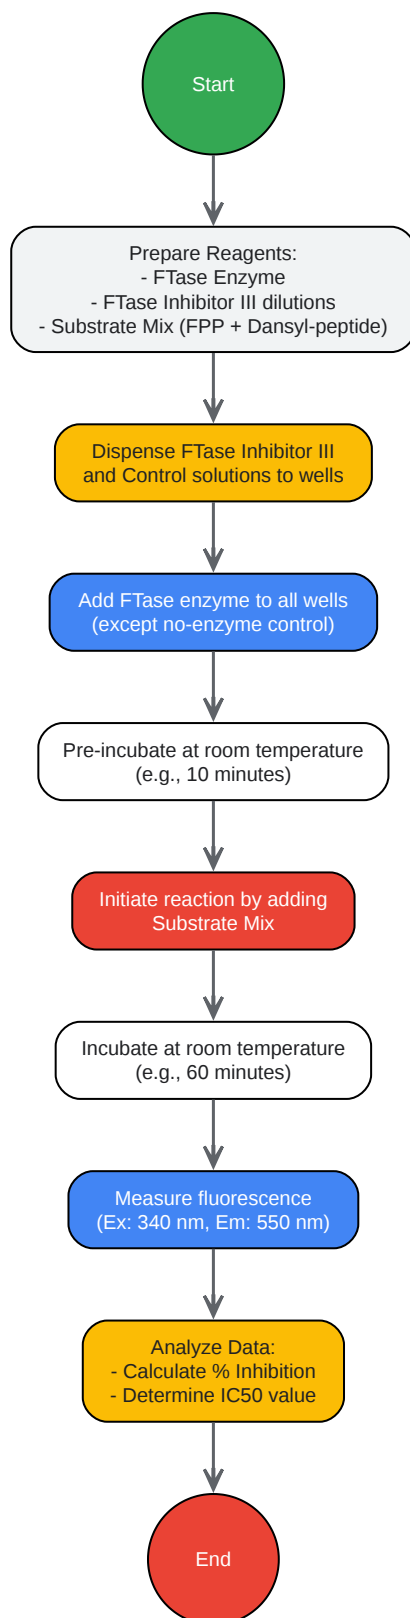 Start
Prepare Reagents:
- FTase Enzyme
- FTase Inhibitor III dilutions
- Substrate Mix (FPP + Dansyl-peptide)
Dispense FTase Inhibitor III
and Control solutions to wells
Add FTase enzyme to all wells
(except no-enzyme control)
Pre-incubate at room temperature
(e.g., 10 minutes)
Initiate reaction by adding
Substrate Mix
Incubate at room temperature
(e.g., 60 minutes)
Measure fluorescence
(Ex: 340 nm, Em: 550 nm)
Analyze Data:
- Calculate % Inhibition
- Determine IC50 value
End